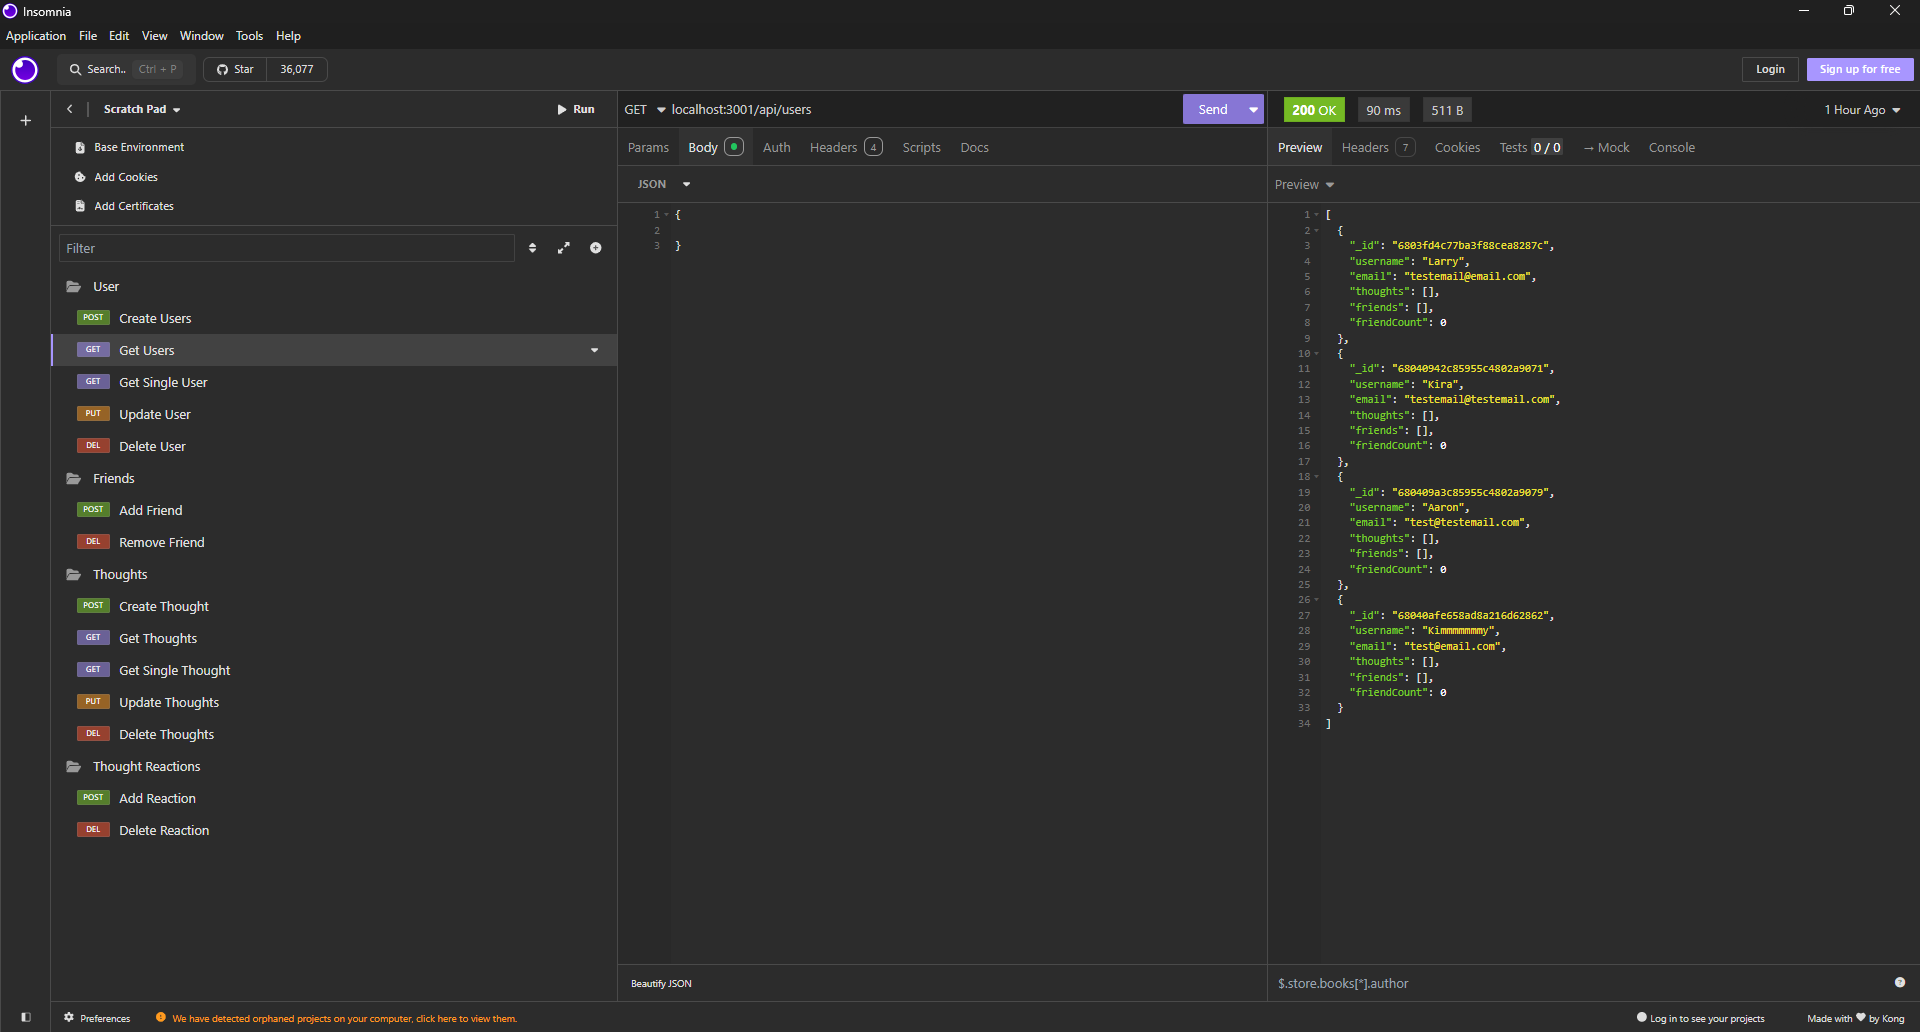 Insomnia
Application File Edit View Window Tools Help
Search.. Ctrl + P Star 36,077 Login Sign up for free
Scratch Pad Run
Base Environment
Add Cookies
Add Certificates
Filter
User
POST Create Users
GET Get Users
GET Get Single User
PUT Update User
DEL Delete User
Friends
POST Add Friend
DEL Remove Friend
Thoughts
POST Create Thought
GET Get Thoughts
GET Get Single Thought
PUT Update Thoughts
DEL Delete Thoughts
Thought Reactions
POST Add Reaction
DEL Delete Reaction
GET localhost:3001/api/users Send
Params Body Auth Headers 4 Scripts Docs
JSON
1 {
2
3 }
Beautify JSON
200 OK 90 ms 511 B 1 Hour Ago
Preview Headers 7 Cookies Tests 0 / 0 → Mock Console
Preview
1 [
2 {
3 "_id": "6803fd4c77ba3f88cea8287c",
4 "username": "Larry",
5 "email": "testemail@email.com",
6 "thoughts": [],
7 "friends": [],
8 "friendCount": 0
9 },
10 {
11 "_id": "68040942c85955c4802a9071",
12 "username": "Kira",
13 "email": "testemail@testemail.com",
14 "thoughts": [],
15 "friends": [],
16 "friendCount": 0
17 },
18 {
19 "_id": "680409a3c85955c4802a9079",
20 "username": "Aaron",
21 "email": "test@testemail.com",
22 "thoughts": [],
23 "friends": [],
24 "friendCount": 0
25 },
26 {
27 "_id": "68040afe658ad8a216d62862",
28 "username": "Kimmmmmmmy",
29 "email": "test@email.com",
30 "thoughts": [],
31 "friends": [],
32 "friendCount": 0
33 }
34 ]
$.store.books[*].author
Preferences We have detected orphaned projects on your computer, click here to view them. Log in to see your projects Made with ♥ by Kong